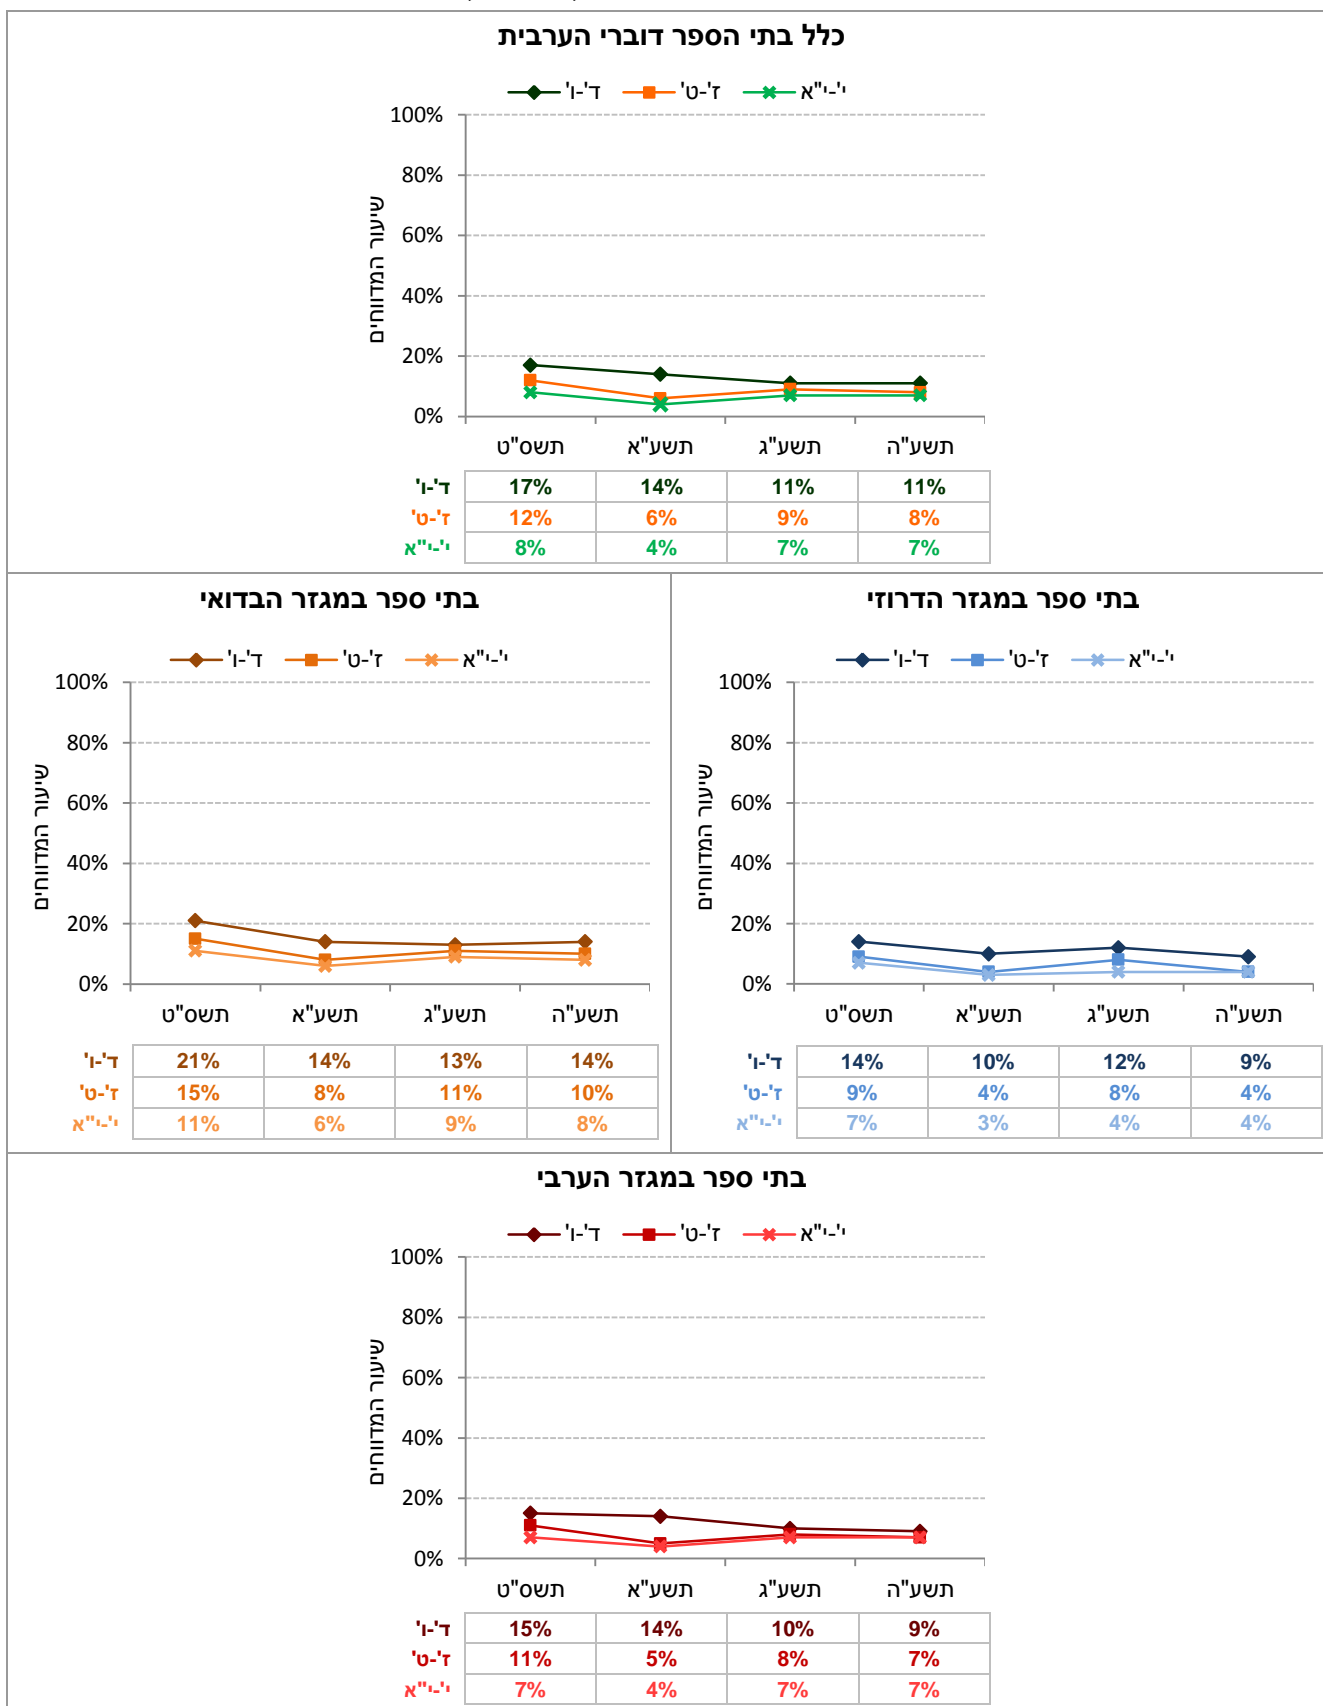 כלל בתי הספר דוברי הערבית
ד'-ו' ז'-ט' י'-י"א
שיעור המדווחים
100%
80%
60%
40%
20%
0%
תשס"ט תשע"א תשע"ג תשע"ה
ד'-ו' 17% 14% 11% 11%
ז'-ט' 12% 6% 9% 8%
י'-י"א 8% 4% 7% 7%
בתי ספר במגזר הבדואי
ד'-ו' ז'-ט' י'-י"א
שיעור המדווחים
100%
80%
60%
40%
20%
0%
תשס"ט תשע"א תשע"ג תשע"ה
ד'-ו' 21% 14% 13% 14%
ז'-ט' 15% 8% 11% 10%
י'-י"א 11% 6% 9% 8%
בתי ספר במגזר הדרוזי
ד'-ו' ז'-ט' י'-י"א
שיעור המדווחים
100%
80%
60%
40%
20%
0%
תשס"ט תשע"א תשע"ג תשע"ה
ד'-ו' 14% 10% 12% 9%
ז'-ט' 9% 4% 8% 4%
י'-י"א 7% 3% 4% 4%
בתי ספר במגזר הערבי
ד'-ו' ז'-ט' י'-י"א
שיעור המדווחים
100%
80%
60%
40%
20%
0%
תשס"ט תשע"א תשע"ג תשע"ה
ד'-ו' 15% 14% 10% 9%
ז'-ט' 11% 5% 8% 7%
י'-י"א 7% 4% 7% 7%